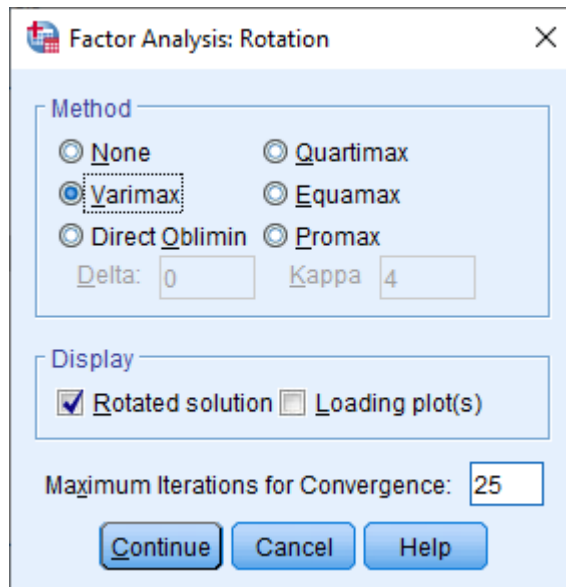 Factor Analysis: Rotation
Method
None Quartimax
Varimax Equamax
Direct Oblimin Promax
Delta: 0 Kappa 4
Display
Rotated solution Loading plot(s)
Maximum Iterations for Convergence: 25
Continue Cancel Help